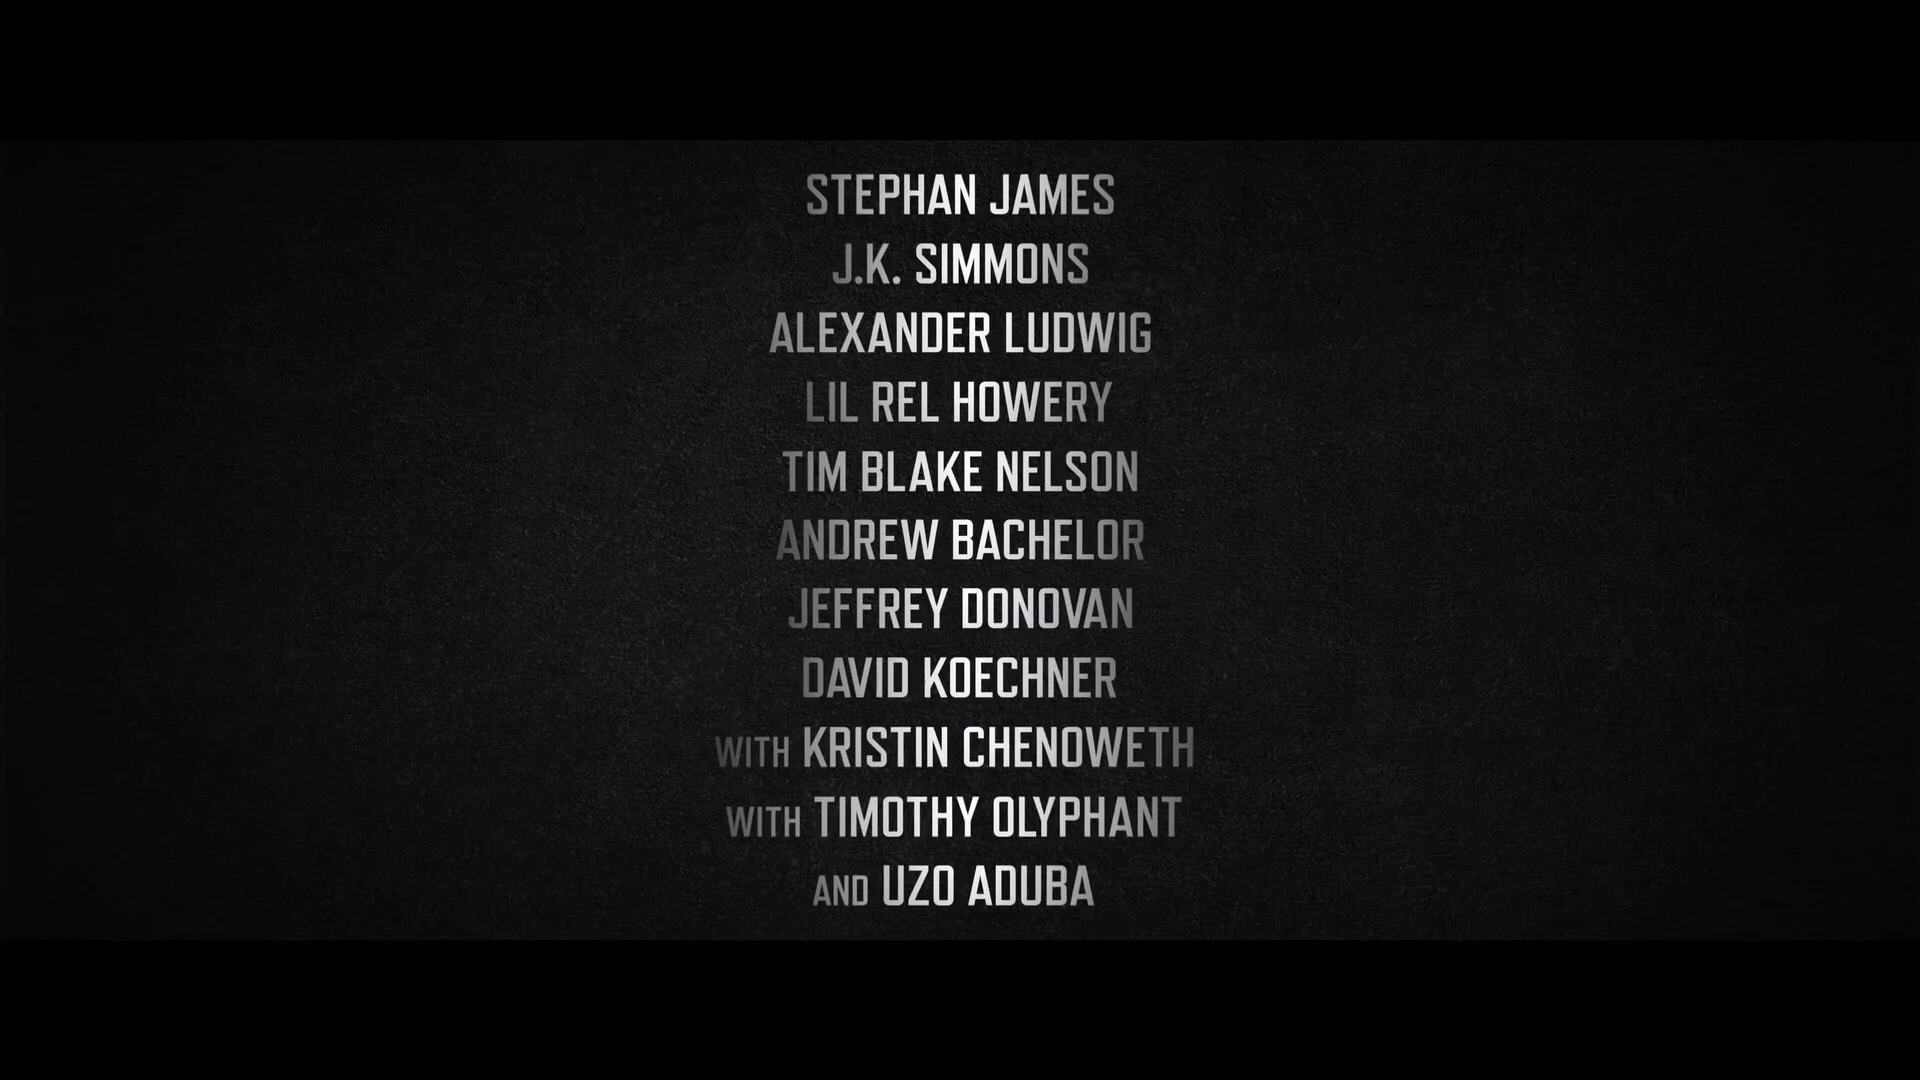 STEPHAN JAMES
J.K. SIMMONS
ALEXANDER LUDWIG
LIL REL HOWERY
TIM BLAKE NELSON
ANDREW BACHELOR
JEFFREY DONOVAN
DAVID KOECHNER
WITH KRISTIN CHENOWETH
WITH TIMOTHY OLYPHANT
AND UZO ADUBA